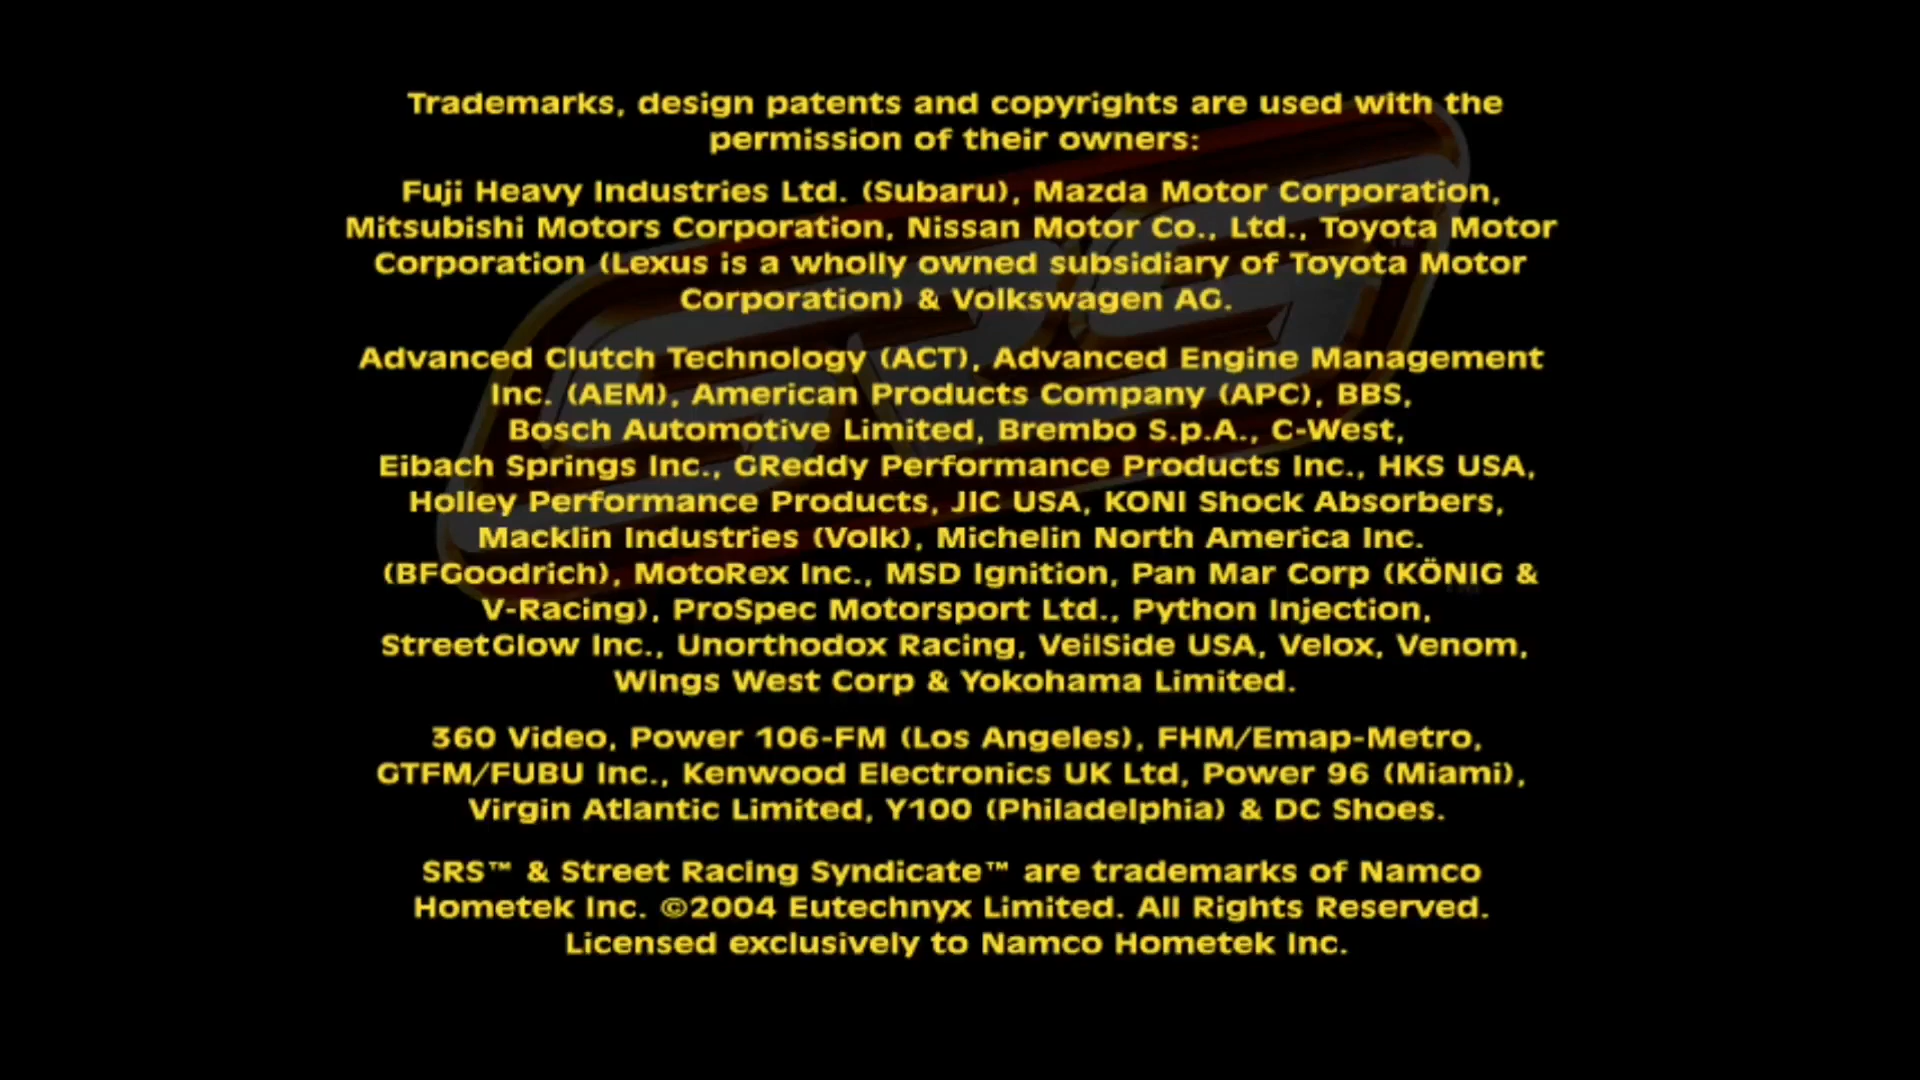 Trademarks, design patents and copyrights are used with the
permission of their owners:
Fuji Heavy Industries Ltd. (Subaru), Mazda Motor Corporation,
Mitsubishi Motors Corporation, Nissan Motor Co., Ltd., Toyota Motor
Corporation (Lexus is a wholly owned subsidiary of Toyota Motor
Corporation) & Volkswagen AG.
Advanced Clutch Technology (ACT), Advanced Engine Management
Inc. (AEM), American Products Company (APC), BBS,
Bosch Automotive Limited, Brembo S.p.A., C-West,
Eibach Springs Inc., GReddy Performance Products Inc., HKS USA,
Holley Performance Products, JIC USA, KONI Shock Absorbers,
Macklin Industries (Volk), Michelin North America Inc.
(BFGoodrich), MotoRex Inc., MSD Ignition, Pan Mar Corp (KÖNIG &
V-Racing), ProSpec Motorsport Ltd., Python Injection,
StreetGlow Inc., Unorthodox Racing, VeilSide USA, Velox, Venom,
Wings West Corp & Yokohama Limited.
360 Video, Power 106-FM (Los Angeles), FHM/Emap-Metro,
GTFM/FUBU Inc., Kenwood Electronics UK Ltd, Power 96 (Miami),
Virgin Atlantic Limited, Y100 (Philadelphia) & DC Shoes.
SRS™ & Street Racing Syndicate™ are trademarks of Namco
Hometek Inc. ©2004 Eutechnyx Limited. All Rights Reserved.
Licensed exclusively to Namco Hometek Inc.
SRS